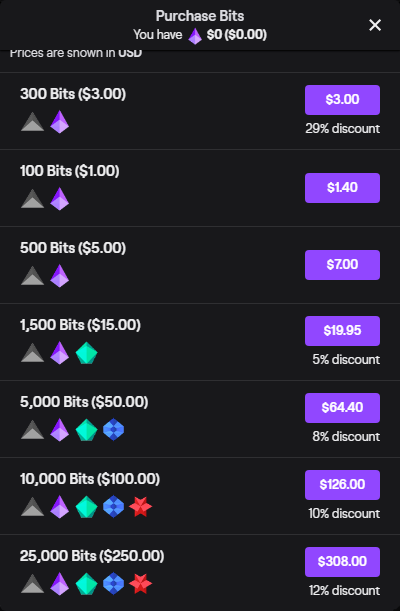 Purchase Bits
You have $0 ($0.00)
Prices are shown in USD
300 Bits ($3.00)
$3.00
29% discount
100 Bits ($1.00)
$1.40
500 Bits ($5.00)
$7.00
1,500 Bits ($15.00)
$19.95
5% discount
5,000 Bits ($50.00)
$64.40
8% discount
10,000 Bits ($100.00)
$126.00
10% discount
25,000 Bits ($250.00)
$308.00
12% discount